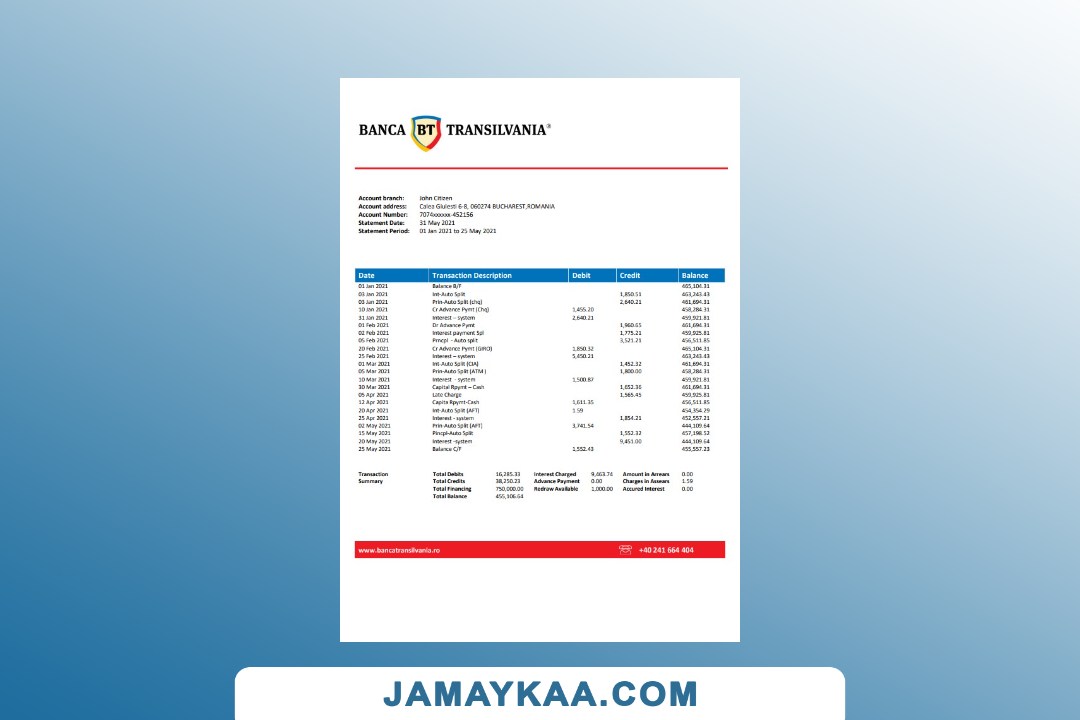 BANCA BT TRANSILVANIA®
Account branch: John Citizen
Account address: Calea Giulesti 6-8, 060274 BUCHAREST,ROMANIA
Account Number: 7074xxxxxx-452156
Statement Date: 31 May 2021
Statement Period: 01 Jan 2021 to 25 May 2021
Date Transaction Description Debit Credit Balance
01 Jan 2021 Balance B/F 465,104.31
03 Jan 2021 Int-Auto Split 1,850.51 463,243.43
03 Jan 2021 Prin-Auto Split (chq) 2,640.21 461,694.31
10 Jan 2021 Cr Advance Pymt (Chq) 1,455.20 458,284.31
31 Jan 2021 Interest – system 2,640.21 459,921.81
01 Feb 2021 Dr Advance Pymt 1,960.65 461,694.31
02 Feb 2021 Interest payment Spl 1,775.21 459,925.81
05 Feb 2021 Princpl - Auto split 3,521.21 456,511.85
20 Feb 2021 Cr Advance Pymt (GIRO) 1,850.32 465,104.31
25 Feb 2021 Interest – system 5,450.21 463,243.43
01 Mar 2021 Int-Auto Split (CIA) 1,452.32 461,694.31
05 Mar 2021 Prin-Auto Split (ATM ) 1,800.00 458,284.31
10 Mar 2021 Interest - system 1,500.87 459,921.81
30 Mar 2021 Capital Rpymt – Cash 1,652.36 461,694.31
05 Apr 2021 Late Charge 1,565.45 459,925.81
12 Apr 2021 Capita Rpymt-Cash 1,611.35 456,511.85
20 Apr 2021 Int-Auto Split (AFT) 1.59 454,354.29
25 Apr 2021 Interest - system 1,854.21 452,557.21
02 May 2021 Prin-Auto Split (AFT) 3,741.54 444,109.64
15 May 2021 Pincpl-Auto Split 1,552.32 457,198.52
20 May 2021 Interest -system 9,451.00 444,109.64
25 May 2021 Balance C/F 1,552.43 455,557.23
Transaction Total Debits 16,285.33 Interest Charged 9,463.74 Amount in Arrears 0.00
Summary Total Credits 38,250.23 Advance Payment 0.00 Charges in Assears 1.59
Total Financing 750,000.00 Redraw Available 1,000.00 Accured Interest 0.00
Total Balance 455,106.64
www.bancatransilvania.ro +40 241 664 404
JAMAYKAA.COM